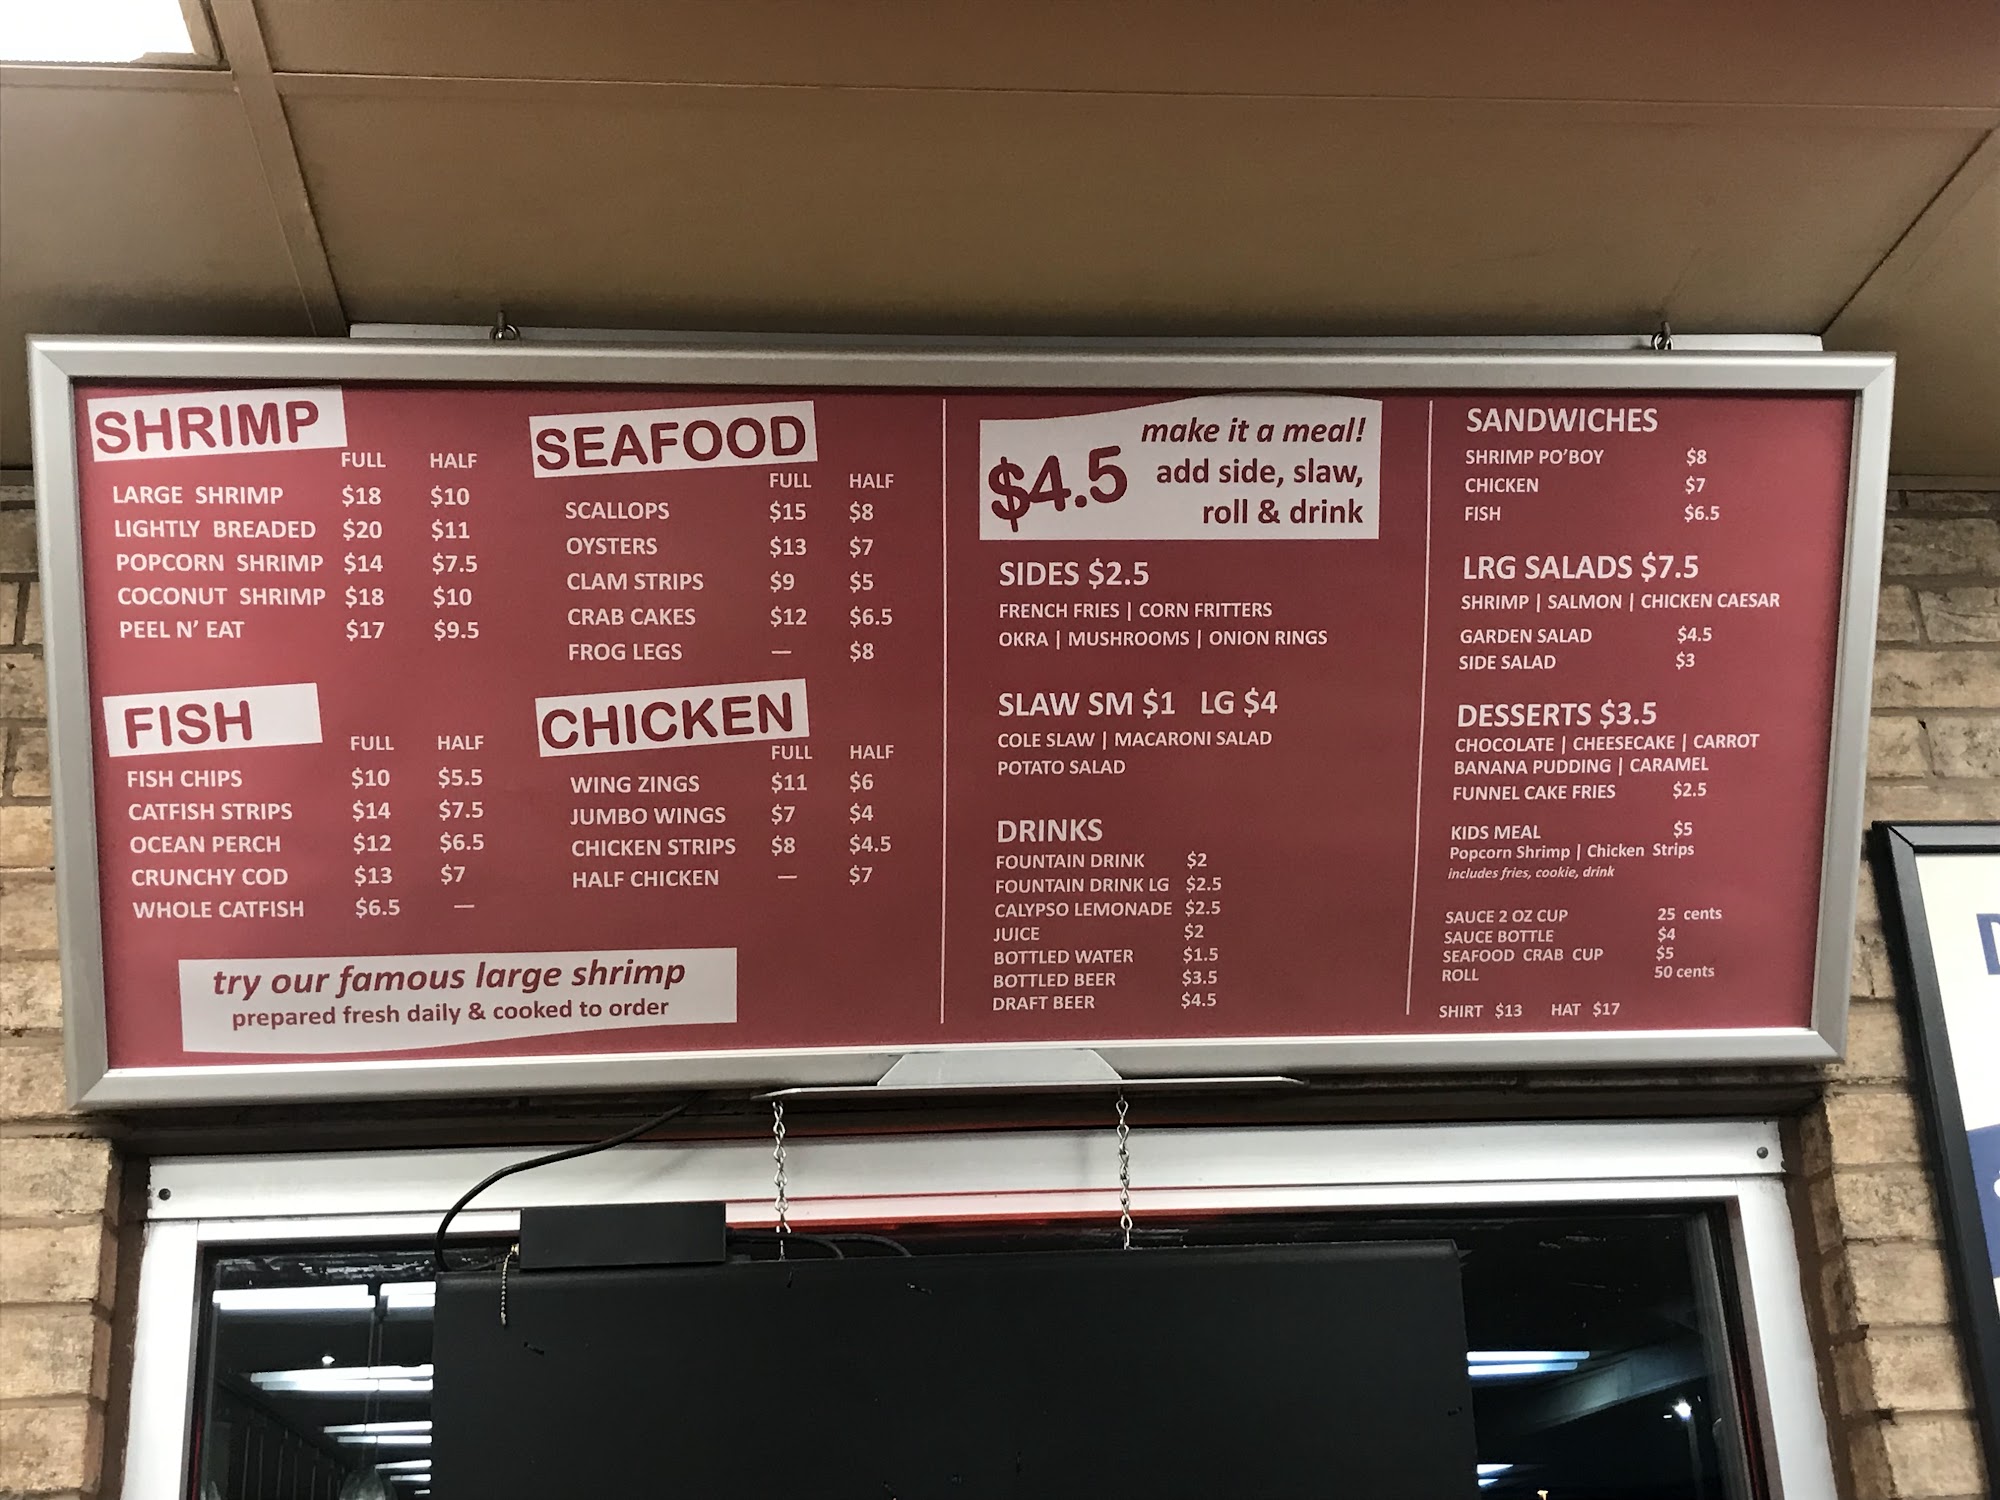 SHRIMP
FULL HALF
LARGE SHRIMP $18 $10
LIGHTLY BREADED $20 $11
POPCORN SHRIMP $14 $7.5
COCONUT SHRIMP $18 $10
PEEL N' EAT $17 $9.5
FISH
FULL HALF
FISH CHIPS $10 $5.5
CATFISH STRIPS $14 $7.5
OCEAN PERCH $12 $6.5
CRUNCHY COD $13 $7
WHOLE CATFISH $6.5 —
SEAFOOD
FULL HALF
SCALLOPS $15 $8
OYSTERS $13 $7
CLAM STRIPS $9 $5
CRAB CAKES $12 $6.5
FROG LEGS — $8
CHICKEN
FULL HALF
WING ZINGS $11 $6
JUMBO WINGS $7 $4
CHICKEN STRIPS $8 $4.5
HALF CHICKEN — $7
try our famous large shrimp
prepared fresh daily & cooked to order
$4.5
make it a meal!
add side, slaw,
roll & drink
SIDES $2.5
FRENCH FRIES | CORN FRITTERS
OKRA | MUSHROOMS | ONION RINGS
SLAW SM $1 LG $4
COLE SLAW | MACARONI SALAD
POTATO SALAD
DRINKS
FOUNTAIN DRINK $2
FOUNTAIN DRINK LG $2.5
CALYPSO LEMONADE $2.5
JUICE $2
BOTTLED WATER $1.5
BOTTLED BEER $3.5
DRAFT BEER $4.5
SANDWICHES
SHRIMP PO'BOY $8
CHICKEN $7
FISH $6.5
LRG SALADS $7.5
SHRIMP | SALMON | CHICKEN CAESAR
GARDEN SALAD $4.5
SIDE SALAD $3
DESSERTS $3.5
CHOCOLATE | CHEESECAKE | CARROT
BANANA PUDDING | CARAMEL
FUNNEL CAKE FRIES $2.5
KIDS MEAL $5
Popcorn Shrimp | Chicken Strips
includes fries, cookie, drink
SAUCE 2 OZ CUP 25 cents
SAUCE BOTTLE $4
SEAFOOD CRAB CUP $5
ROLL 50 cents
SHIRT $13 HAT $17